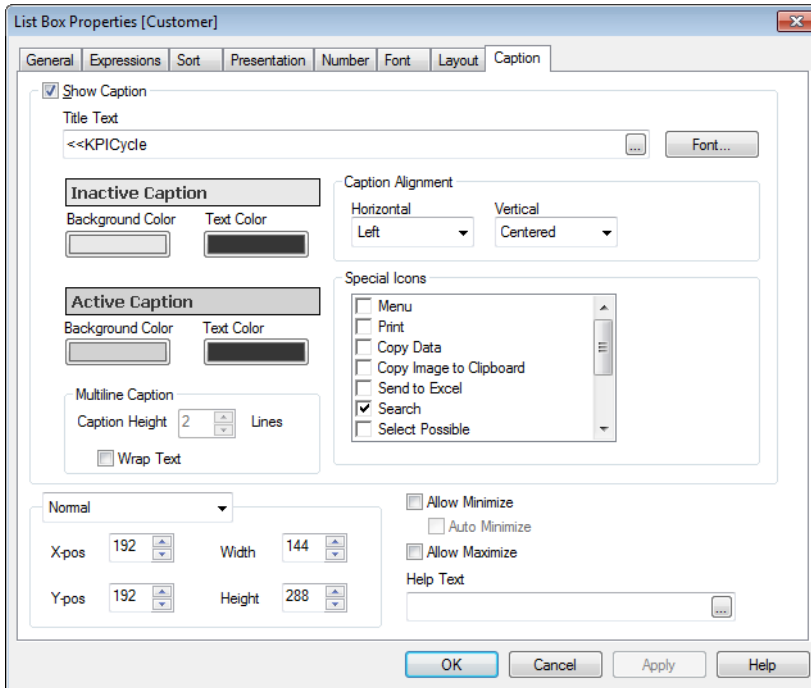 List Box Properties [Customer]
General Expressions Sort Presentation Number Font Layout Caption
Show Caption
Title Text
<<KPICycle ... Font...
Inactive Caption
Background Color Text Color
Caption Alignment
Horizontal Vertical
Left Centered
Active Caption
Background Color Text Color
Special Icons
Menu
Print
Copy Data
Copy Image to Clipboard
Send to Excel
Search
Select Possible
Multiline Caption
Caption Height 2 Lines
Wrap Text
Normal
X-pos 192 Width 144
Y-pos 192 Height 288
Allow Minimize
Auto Minimize
Allow Maximize
Help Text
...
OK Cancel Apply Help